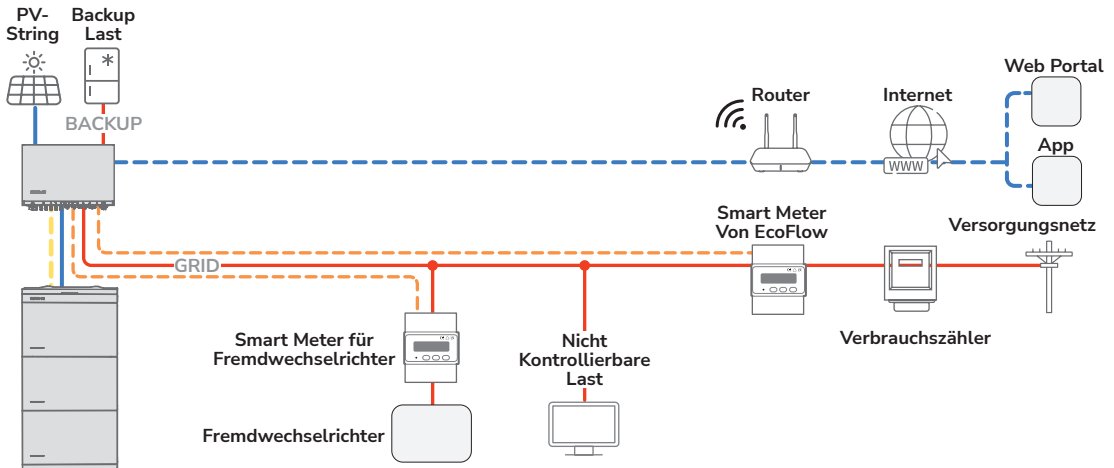 PV-
String
Backup
Last
BACKUP
Router
Internet
WWW
Web Portal
App
Smart Meter
Von EcoFlow
Versorgungsnetz
GRID
Smart Meter für
Fremdwechselrichter
Nicht
Kontrollierbare
Last
Verbrauchszähler
Fremdwechselrichter